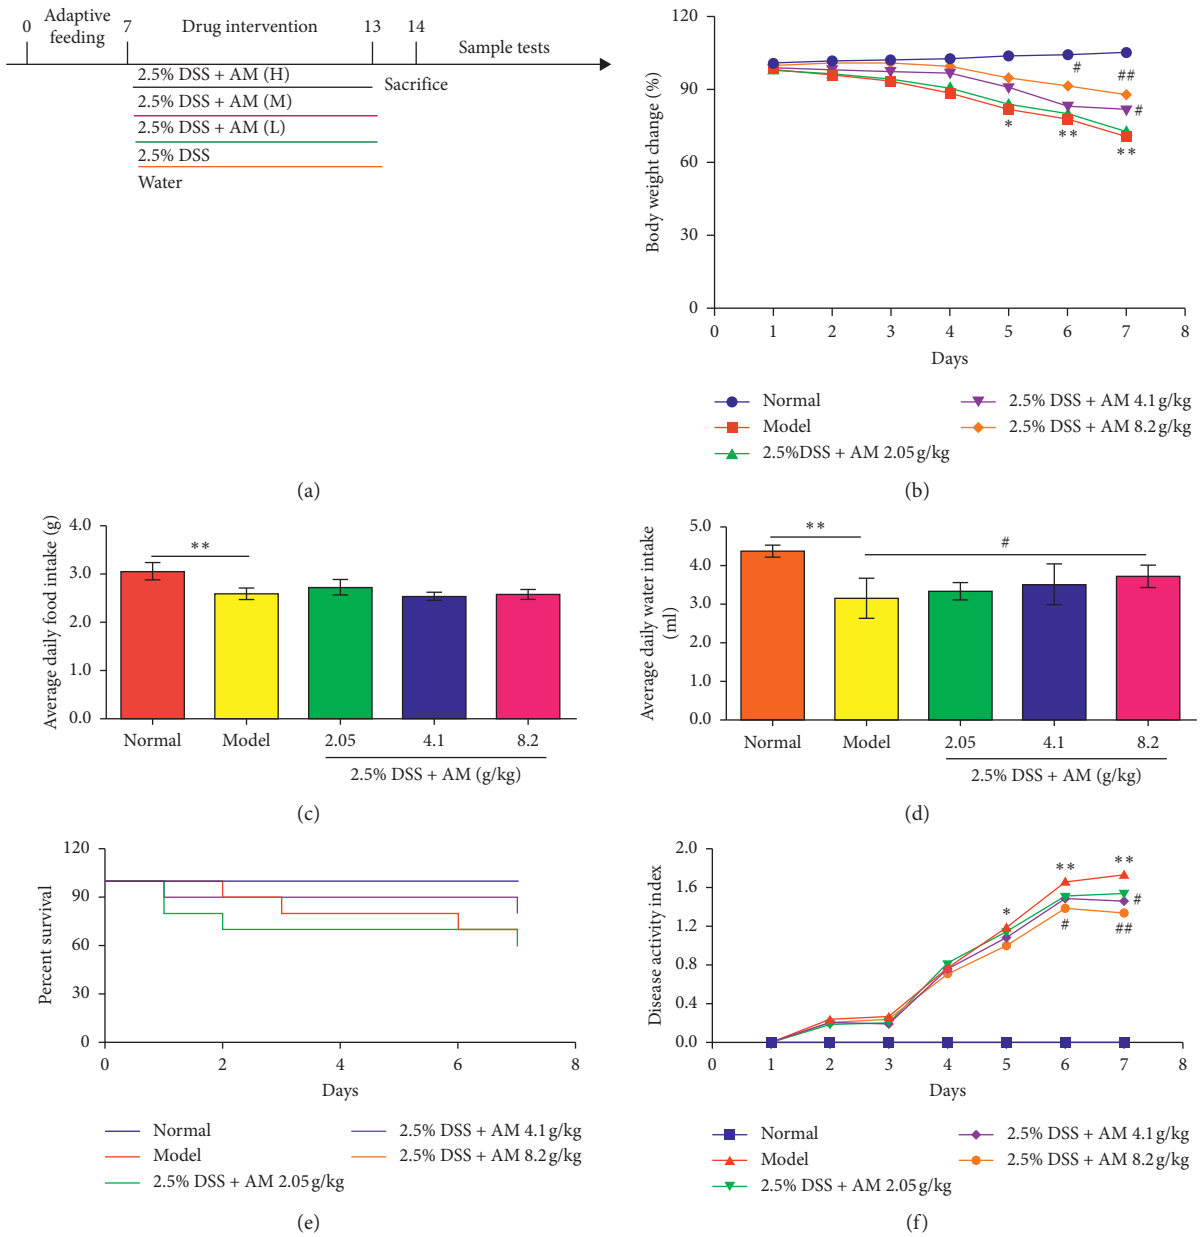 0 Adaptive feeding 7 Drug intervention 13 14
Sample tests
Sacrifice
2.5% DSS + AM (H)
2.5% DSS + AM (M)
2.5% DSS + AM (L)
2.5% DSS
Water
(a)
Body weight change (%)
120
90
60
30
0
# ## #
* ** **
0 1 2 3 4 5 6 7 8
Days
Normal
Model
2.5%DSS + AM 2.05 g/kg
2.5% DSS + AM 4.1 g/kg
2.5% DSS + AM 8.2 g/kg
(b)
Average daily food intake (g)
4.0
3.0
2.0
1.0
0.0
**
Normal Model 2.05 4.1 8.2
2.5% DSS + AM (g/kg)
(c)
Average daily water intake
(ml)
5.0
4.0
3.0
2.0
1.0
0.0
** #
Normal Model 2.05 4.1 8.2
2.5% DSS + AM (g/kg)
(d)
Percent survival
120
90
60
30
0
0 2 4 6 8
Days
Normal
Model
2.5% DSS + AM 2.05 g/kg
2.5% DSS + AM 4.1 g/kg
2.5% DSS + AM 8.2 g/kg
(e)
Disease activity index
2.0
1.6
1.2
0.8
0.4
0.0
* ** **
# ## #
0 1 2 3 4 5 6 7 8
Days
Normal
Model
2.5% DSS + AM 2.05 g/kg
2.5% DSS + AM 4.1 g/kg
2.5% DSS + AM 8.2 g/kg
(f)